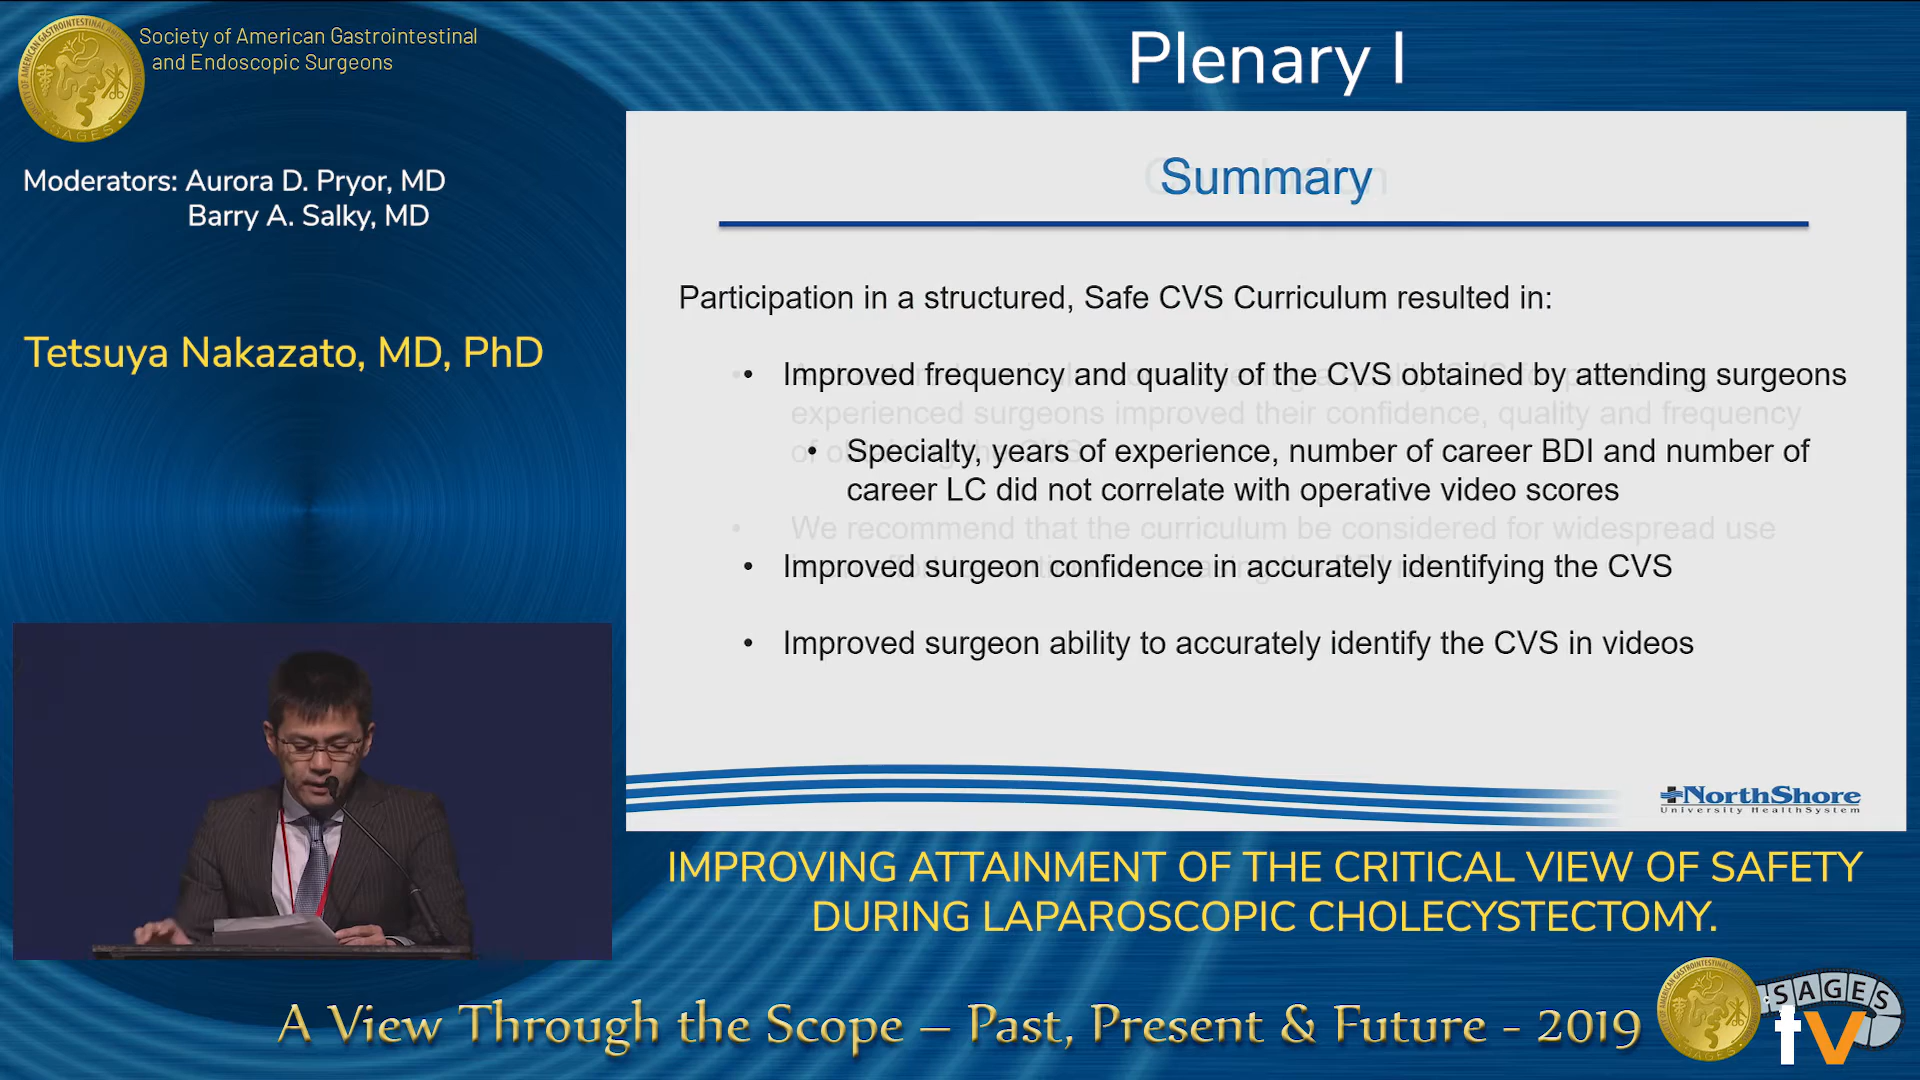 Society of American Gastrointestinal
and Endoscopic Surgeons
Plenary I
Moderators: Aurora D. Pryor, MD
Barry A. Salky, MD
Tetsuya Nakazato, MD, PhD
Summary
Participation in a structured, Safe CVS Curriculum resulted in:
• Improved frequency and quality of the CVS obtained by attending surgeons
experienced surgeons improved their confidence, quality and frequency
• Specialty, years of experience, number of career BDI and number of
career LC did not correlate with operative video scores
• We recommend that the curriculum be considered for widespread use
• Improved surgeon confidence in accurately identifying the CVS
• Improved surgeon ability to accurately identify the CVS in videos
NorthShore
University HealthSystem
IMPROVING ATTAINMENT OF THE CRITICAL VIEW OF SAFETY
DURING LAPAROSCOPIC CHOLECYSTECTOMY.
A View Through the Scope – Past, Present & Future - 2019
SAGES
tv